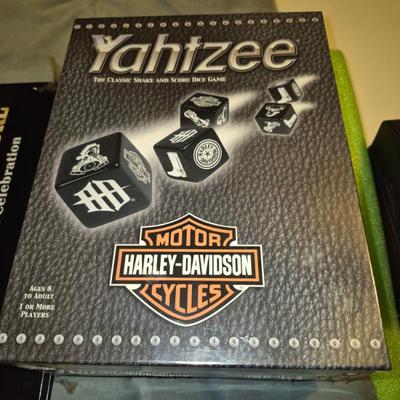 Yahtzee
THE CLASSIC SHAKE AND SCORE DICE GAME
MOTOR
HARLEY-DAVIDSON
CYCLES
AGES 8
TO ADULT
1 OR MORE
PLAYERS
Celebration